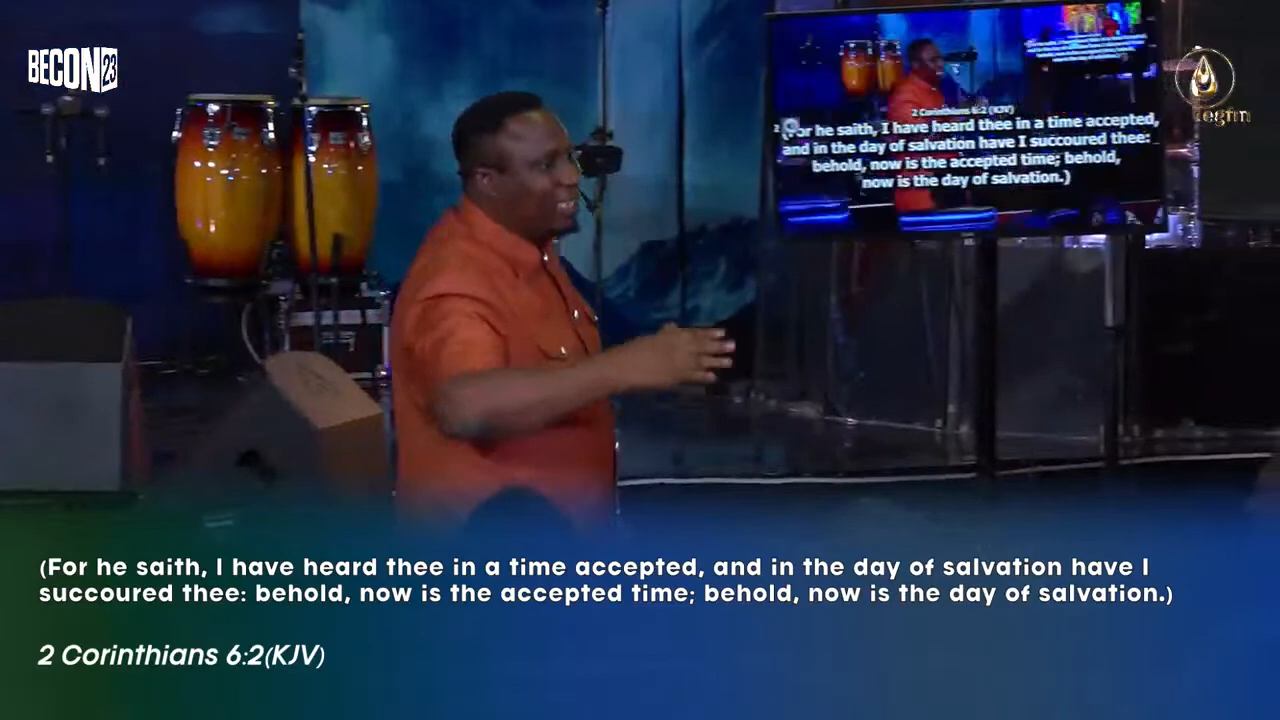 BECON23
2 Corinthians 6:2 (KJV)
2 (For he saith, I have heard thee in a time accepted,
and in the day of salvation have I succoured thee:
behold, now is the accepted time; behold,
now is the day of salvation.)
(For he saith, I have heard thee in a time accepted, and in the day of salvation have I
succoured thee: behold, now is the accepted time; behold, now is the day of salvation.)
2 Corinthians 6:2(KJV)